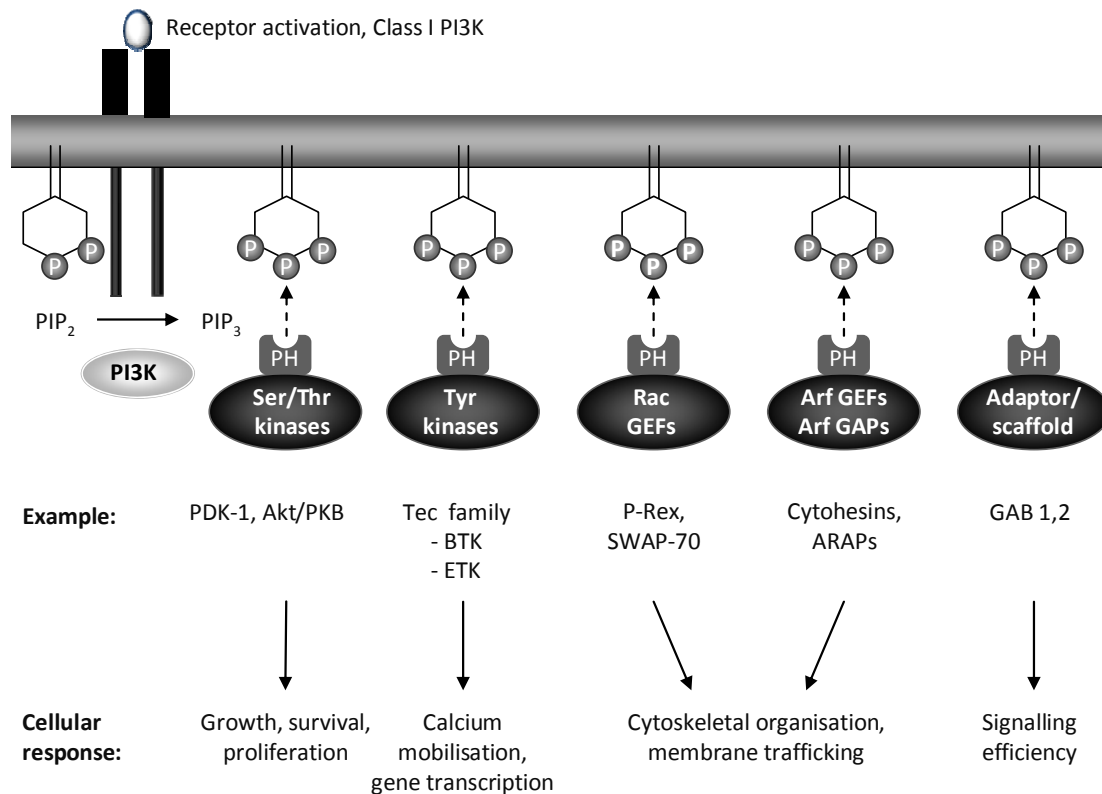 Receptor activation, Class I PI3K
P P
P P P
P P P
P P P
P P P
P P P
PIP₂
PIP₃
PI3K
PH
PH
PH
PH
PH
Ser/Thr
kinases
Tyr
kinases
Rac
GEFs
Arf GEFs
Arf GAPs
Adaptor/
scaffold
Example:
PDK-1, Akt/PKB
Tec family
- BTK
- ETK
P-Rex,
SWAP-70
Cytohesins,
ARAPs
GAB 1,2
Cellular
response:
Growth, survival,
proliferation
Calcium
mobilisation,
gene transcription
Cytoskeletal organisation,
membrane trafficking
Signalling
efficiency